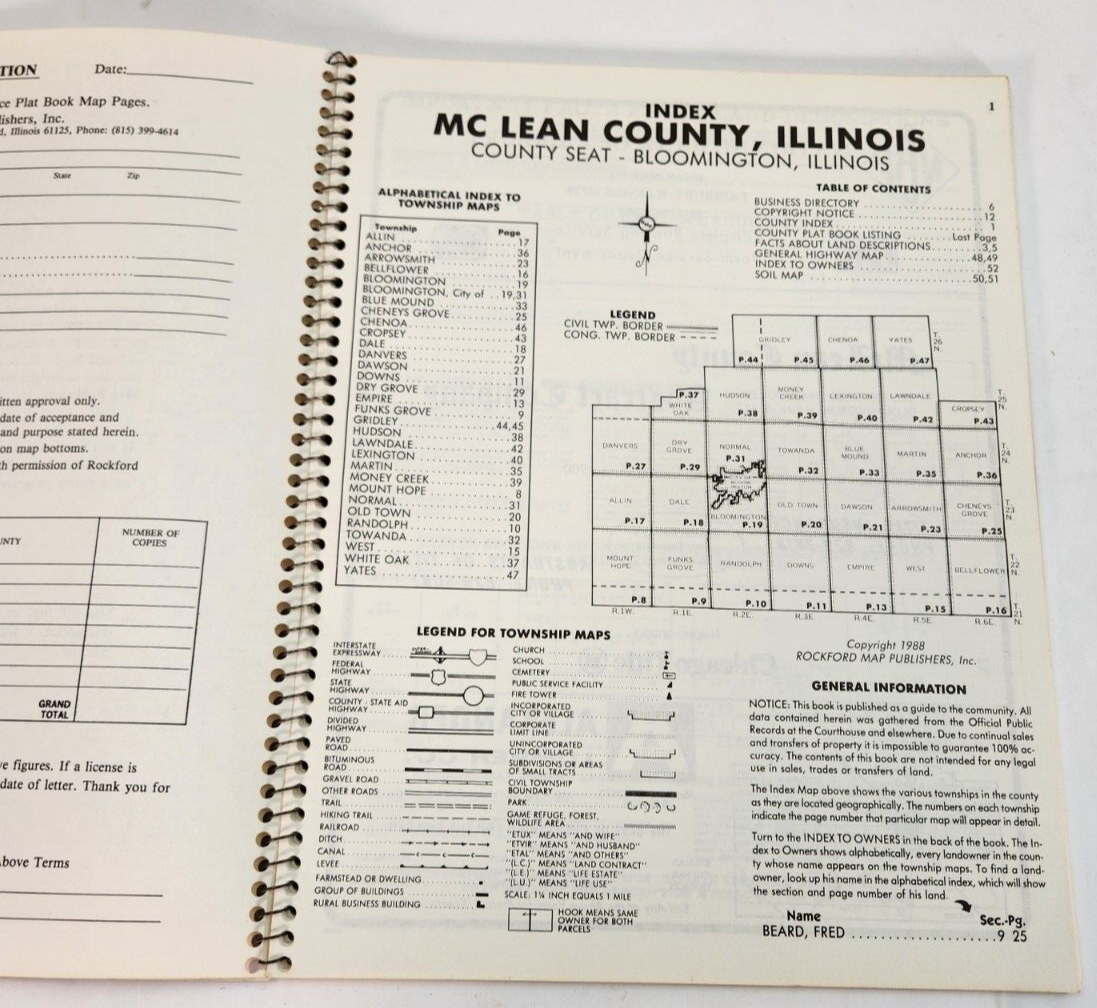 TION Date:
ce Plat Book Map Pages.
lishers, Inc.
d, Illinois 61125, Phone: (815) 399-4614
State Zip
itten approval only.
date of acceptance and
and purpose stated herein.
on map bottoms.
th permission of Rockford
NTY
NUMBER OF
COPIES
GRAND
TOTAL
ve figures. If a license is
date of letter. Thank you for
bove Terms
1
INDEX
MC LEAN COUNTY, ILLINOIS
COUNTY SEAT - BLOOMINGTON, ILLINOIS
ALPHABETICAL INDEX TO
TOWNSHIP MAPS
Township Page
ALLIN 17
ANCHOR 36
ARROWSMITH 23
BELLFLOWER 16
BLOOMINGTON 19
BLOOMINGTON, City of 19,31
BLUE MOUND 33
CHENEYS GROVE 25
CHENOA 46
CROPSEY 43
DALE 18
DANVERS 27
DAWSON 21
DOWNS 11
DRY GROVE 29
EMPIRE 13
FUNKS GROVE 9
GRIDLEY 44,45
HUDSON 38
LAWNDALE 42
LEXINGTON 40
MARTIN 35
MONEY CREEK 39
MOUNT HOPE 8
NORMAL 31
OLD TOWN 20
RANDOLPH 10
TOWANDA 32
WEST 15
WHITE OAK 37
YATES 47
N
TABLE OF CONTENTS
BUSINESS DIRECTORY 6
COPYRIGHT NOTICE 12
COUNTY INDEX 1
COUNTY PLAT BOOK LISTING Last Page
FACTS ABOUT LAND DESCRIPTIONS 3,5
GENERAL HIGHWAY MAP 48,49
INDEX TO OWNERS 52
SOIL MAP 50,51
LEGEND
CIVIL TWP. BORDER
CONG. TWP. BORDER
GRIDLEY CHENOA YATES T. 26 N.
P.44 P.45 P.46 P.47
P.37 WHITE OAK HUDSON MONEY CREEK LEXINGTON LAWNDALE CROPSEY T. 25 N.
P.38 P.39 P.40 P.42 P.43
DANVERS DRY GROVE NORMAL TOWANDA BLUE MOUND MARTIN ANCHOR T. 24 N.
P.27 P.29 P.31 P.32 P.33 P.35 P.36
ALLIN DALE BLOOMINGTON OLD TOWN DAWSON ARROWSMITH CHENEYS GROVE T. 23 N.
P.17 P.18 P.19 P.20 P.21 P.23 P.25
MOUNT HOPE FUNKS GROVE RANDOLPH DOWNS EMPIRE WEST BELLFLOWER T. 22 N.
P.8 P.9 P.10 P.11 P.13 P.15 P.16 T. 21 N.
R.1W. R.1E. R.2E. R.3E. R.4E. R.5E. R.6E.
Copyright 1988
ROCKFORD MAP PUBLISHERS, Inc.
LEGEND FOR TOWNSHIP MAPS
INTERSTATE
EXPRESSWAY
FEDERAL
HIGHWAY
STATE
HIGHWAY
COUNTY - STATE AID
HIGHWAY
DIVIDED
HIGHWAY
PAVED
ROAD
BITUMINOUS
ROAD
GRAVEL ROAD
OTHER ROADS
TRAIL
HIKING TRAIL
RAILROAD
DITCH
CANAL
LEVEE
FARMSTEAD OR DWELLING
GROUP OF BUILDINGS
RURAL BUSINESS BUILDING
CHURCH
SCHOOL
CEMETERY
PUBLIC SERVICE FACILITY
FIRE TOWER
INCORPORATED
CITY OR VILLAGE
CORPORATE
LIMIT LINE
UNINCORPORATED
CITY OR VILLAGE
SUBDIVISIONS OR AREAS
OF SMALL TRACTS
CIVIL TOWNSHIP
BOUNDARY
PARK
GAME REFUGE, FOREST,
WILDLIFE AREA
"ETUX" MEANS "AND WIFE"
"ETVIR" MEANS "AND HUSBAND"
"ETAL" MEANS "AND OTHERS"
"(L.C.)" MEANS "LAND CONTRACT"
"(L.E.)" MEANS "LIFE ESTATE"
"(L.U.)" MEANS "LIFE USE"
SCALE: 1¼ INCH EQUALS 1 MILE
HOOK MEANS SAME
OWNER FOR BOTH
PARCELS
GENERAL INFORMATION
NOTICE: This book is published as a guide to the community. All
data contained herein was gathered from the Official Public
Records at the Courthouse and elsewhere. Due to continual sales
and transfers of property it is impossible to guarantee 100% ac-
curacy. The contents of this book are not intended for any legal
use in sales, trades or transfers of land.
The Index Map above shows the various townships in the county
as they are located geographically. The numbers on each township
indicate the page number that particular map will appear in detail.
Turn to the INDEX TO OWNERS in the back of the book. The In-
dex to Owners shows alphabetically, every landowner in the coun-
ty whose name appears on the township maps. To find a land-
owner, look up his name in the alphabetical index, which will show
the section and page number of his land.
Name Sec.-Pg.
BEARD, FRED 9 25